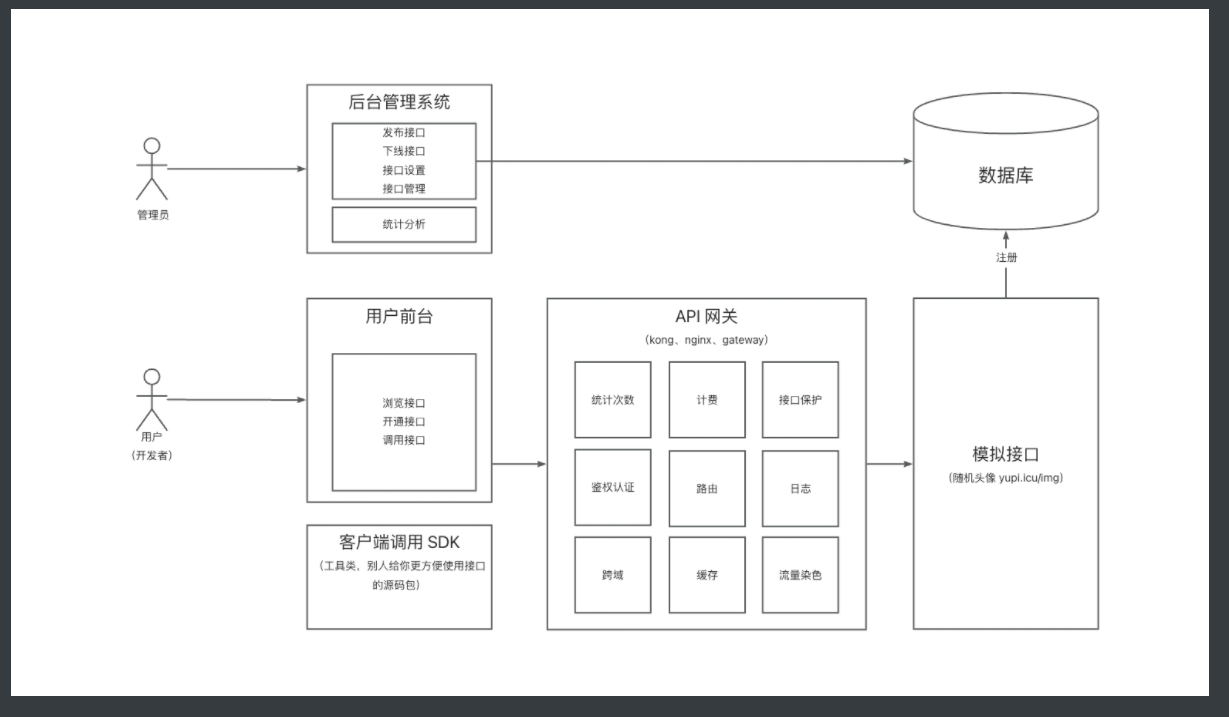 后台管理系统
发布接口
下线接口
接口设置
接口管理
统计分析
管理员
数据库
注册
用户前台
浏览接口
开通接口
调用接口
用户
（开发者）
客户端调用 SDK
（工具类、别人给你更方便使用接口
的源码包）
API 网关
（kong、nginx、gateway）
统计次数
计费
接口保护
鉴权认证
路由
日志
跨域
缓存
流量染色
模拟接口
（随机头像 yupi.icu/img）